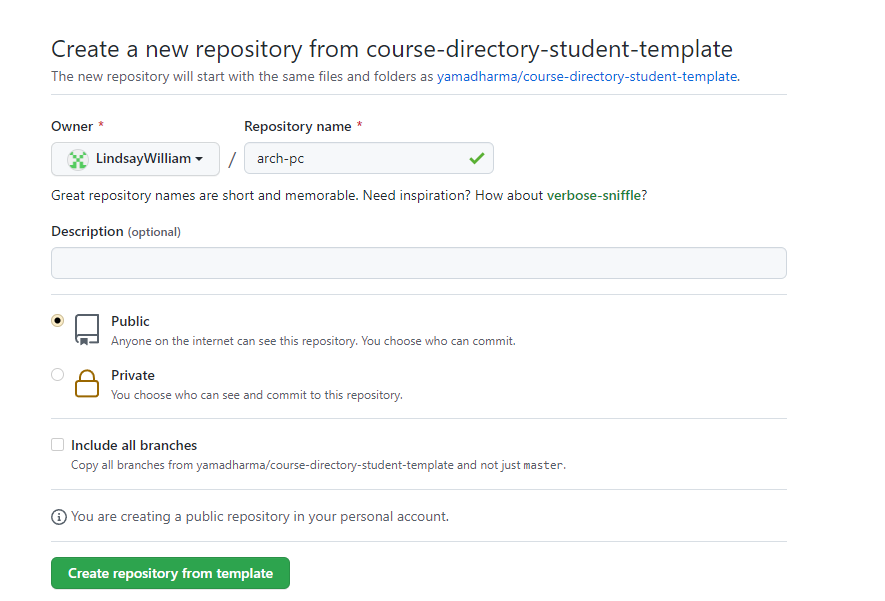 Create a new repository from course-directory-student-template
The new repository will start with the same files and folders as yamadharma/course-directory-student-template.
Owner * Repository name *
LindsayWilliam / arch-pc
Great repository names are short and memorable. Need inspiration? How about verbose-sniffle?
Description (optional)
Public
Anyone on the internet can see this repository. You choose who can commit.
Private
You choose who can see and commit to this repository.
Include all branches
Copy all branches from yamadharma/course-directory-student-template and not just master.
You are creating a public repository in your personal account.
Create repository from template